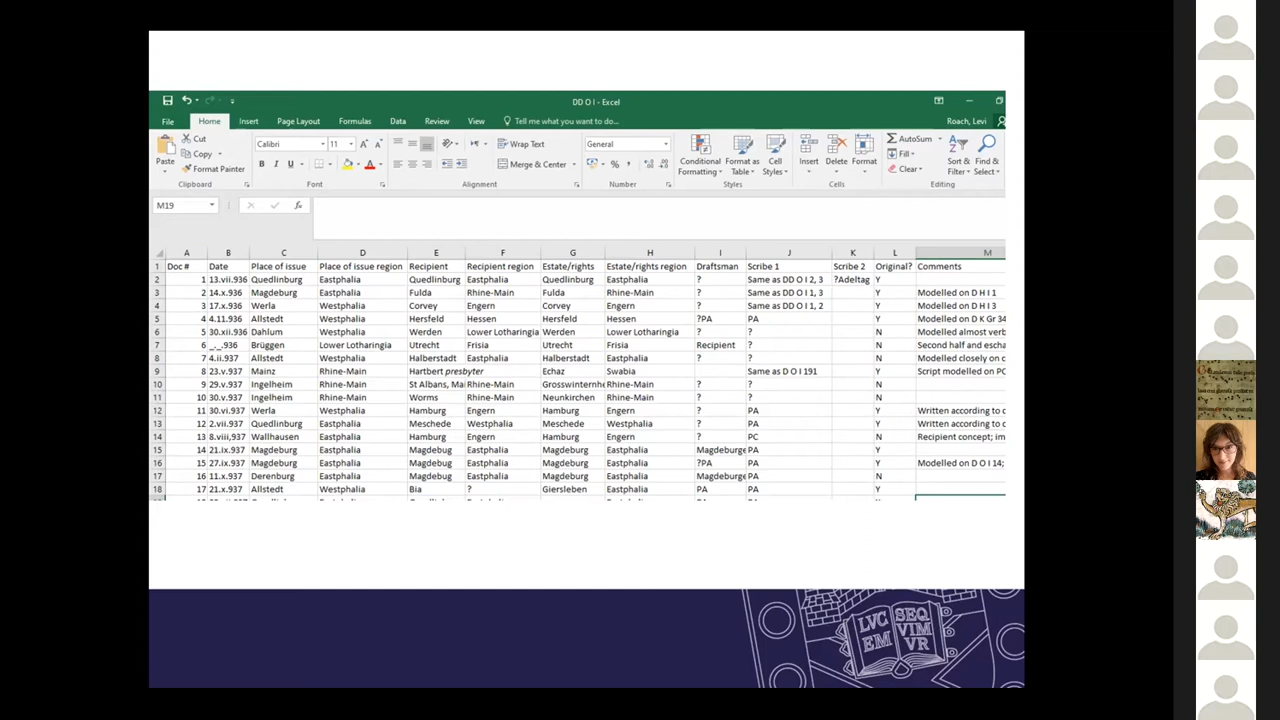 DD O I - Excel
Roach, Levi
File Home Insert Page Layout Formulas Data Review View Tell me what you want to do...
Cut
Copy
Format Painter
Paste
Calibri 11
B I U
Wrap Text
Merge & Center
General
Conditional Formatting
Format as Table
Cell Styles
Insert Delete Format
AutoSum
Fill
Clear
Sort & Filter
Find & Select
Clipboard Font Alignment Number Styles Cells Editing
M19 fx
A B C D E F G H I J K L M
1 Doc # Date Place of issue Place of issue region Recipient Recipient region Estate/rights Estate/rights region Draftsman Scribe 1 Scribe 2 Original? Comments
2 1 13.vii.936 Quedlinburg Eastphalia Quedlinburg Eastphalia Quedlinburg Eastphalia ? Same as DD O I 2, 3 ?Adeltag Y
3 2 14.x.936 Magdeburg Eastphalia Fulda Rhine-Main Fulda Rhine-Main ? Same as DD O I 1, 3 Y Modelled on D H I 1
4 3 17.x.936 Werla Westphalia Corvey Engern Corvey Engern ? Same as DD O I 1, 2 Y Modelled on D H I 3
5 4 4.11.936 Allstedt Westphalia Hersfeld Hessen Hersfeld Hessen ?PA PA Y Modelled on D K Gr 34
6 5 30.xii.936 Dahlum Westphalia Werden Lower Lotharingia Werden Lower Lotharingia ? ? N Modelled almost verb
7 6 _._.936 Brüggen Lower Lotharingia Utrecht Frisia Utrecht Frisia Recipient ? N Second half and escha
8 7 4.ii.937 Allstedt Westphalia Halberstadt Eastphalia Halberstadt Eastphalia ? ? Y Modelled closely on c
9 8 23.v.937 Mainz Rhine-Main Hartbert presbyter Echaz Swabia Same as D O I 191 Y Script modelled on PC
10 9 29.v.937 Ingelheim Rhine-Main St Albans, Mai Rhine-Main Grosswinternhe Rhine-Main ? ? N
11 10 30.v.937 Ingelheim Rhine-Main Worms Rhine-Main Neunkirchen Rhine-Main ? ? N
12 11 30.vi.937 Werla Westphalia Hamburg Engern Hamburg Engern ? PA Y Written according to c
13 12 2.vii.937 Quedlinburg Eastphalia Meschede Westphalia Meschede Westphalia ? PA Y Written according to c
14 13 8.viii,937 Wallhausen Eastphalia Hamburg Engern Hamburg Engern ? PC N Recipient concept; im
15 14 21.ix.937 Magdeburg Eastphalia Magdebug Eastphalia Magdeburg Eastphalia Magdeburge PA Y
16 15 27.ix.937 Magdeburg Eastphalia Magdebug Eastphalia Magdeburg Eastphalia ?PA PA Y Modelled on D O I 14;
17 16 11.x.937 Derenburg Eastphalia Magdebug Eastphalia Magdeburg Eastphalia Magdeburge PA N
18 17 21.x.937 Allstedt Westphalia Bia ? Giersleben Eastphalia PA PA Y
LVC EM SEQ VIM VR